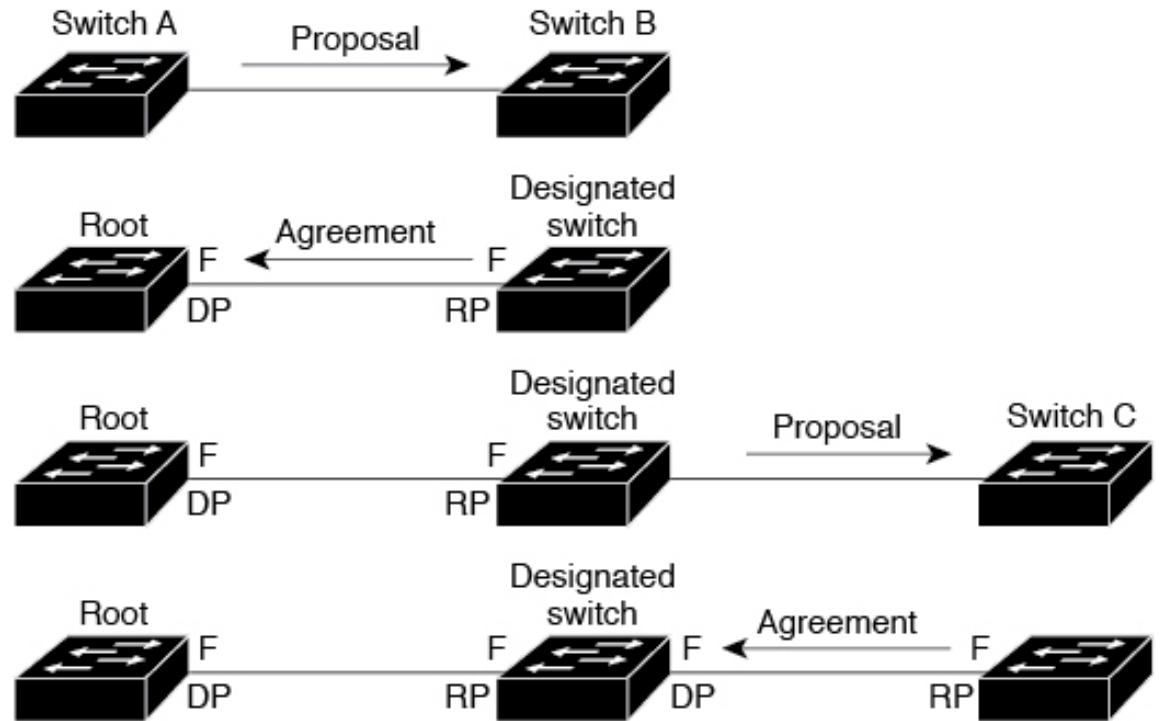 Switch A
Proposal
Switch B
Root
F
Agreement
F
Designated
switch
DP
RP
Root
F
F
Designated
switch
Proposal
Switch C
DP
RP
Root
F
F
Designated
switch
F
Agreement
F
DP
RP
DP
RP